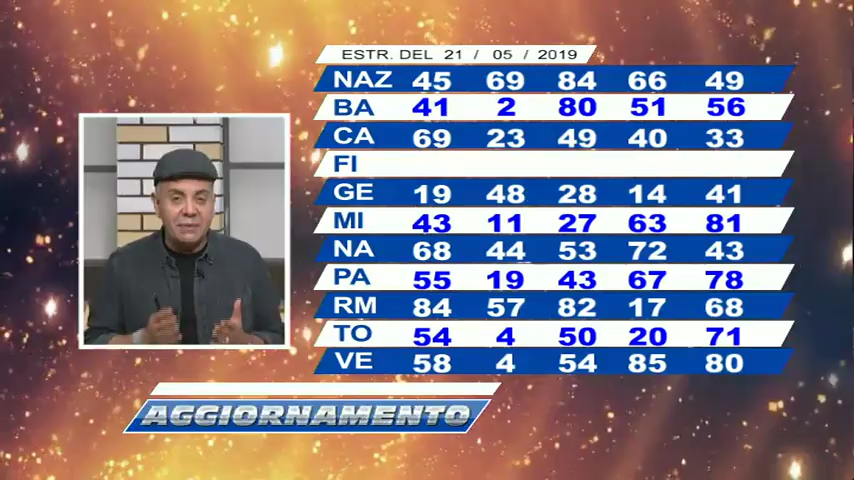 ESTR. DEL 21 / 05 / 2019
NAZ 45 69 84 66 49
BA 41 2 80 51 56
CA 69 23 49 40 33
FI
GE 19 48 28 14 41
MI 43 11 27 63 81
NA 68 44 53 72 43
PA 55 19 43 67 78
RM 84 57 82 17 68
TO 54 4 50 20 71
VE 58 4 54 85 80
AGGIORNAMENTO